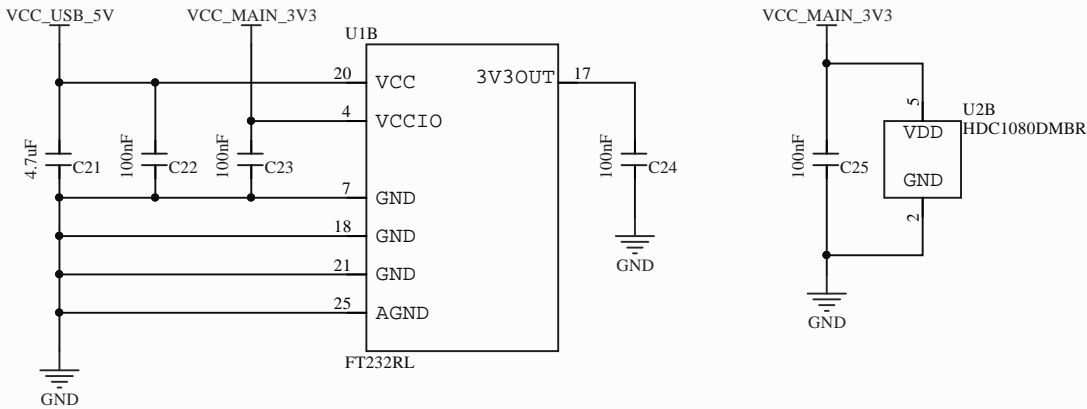 VCC_USB_5V
VCC_MAIN_3V3
U1B
20
VCC
4
VCCIO
7
GND
18
GND
21
GND
25
AGND
3V3OUT
17
FT232RL
4.7uF
C21
100nF
C22
100nF
C23
100nF
C24
GND
GND
VCC_MAIN_3V3
100nF
C25
5
U2B
HDC1080DMBR
VDD
GND
2
GND